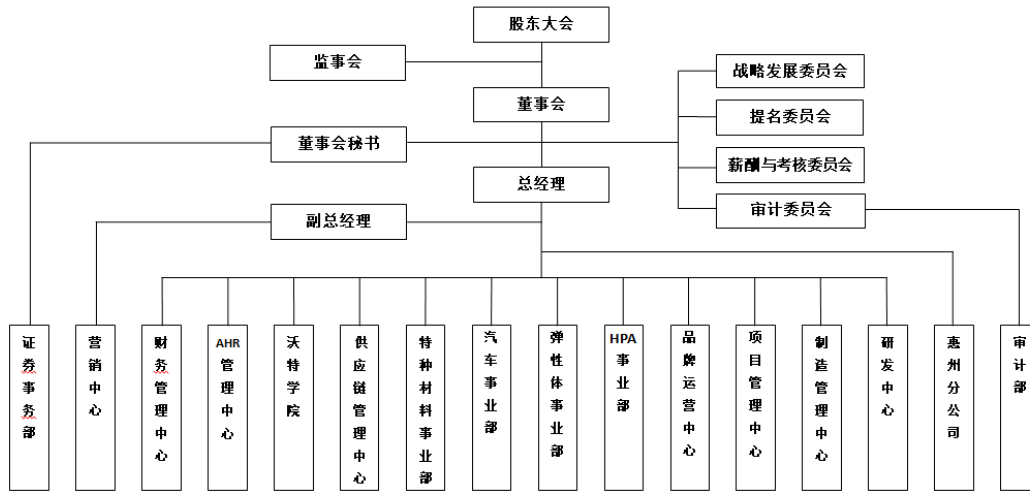 股东大会
监事会
战略发展委员会
董事会
提名委员会
董事会秘书
薪酬与考核委员会
总经理
审计委员会
副总经理
证券事务部
营销中心
财务管理中心
AHR管理中心
沃特学院
供应链管理中心
特种材料事业部
汽车事业部
弹性体事业部
HPA事业部
品牌运营中心
项目管理中心
制造管理中心
研发中心
惠州分公司
审计部